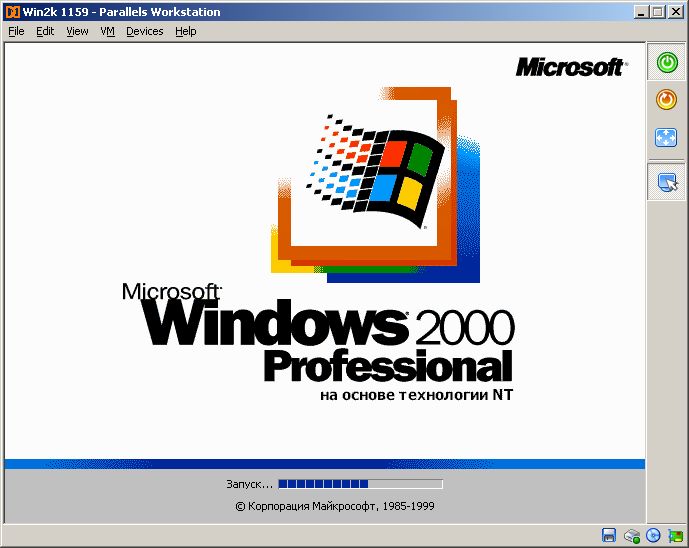 Win2k 1159 - Parallels Workstation
File Edit View VM Devices Help
Microsoft
Microsoft
Windows 2000
Professional
на основе технологии NT
Запуск...
© Корпорация Майкрософт, 1985-1999